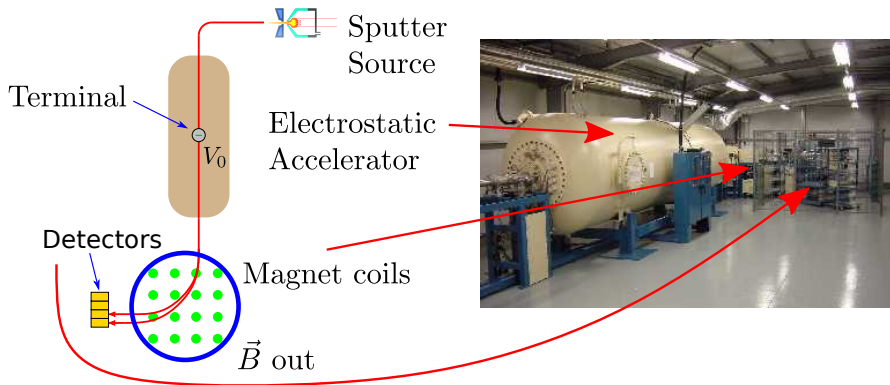 Sputter
Source
Terminal
V₀
Electrostatic
Accelerator
Detectors
Magnet coils
B⃗ out